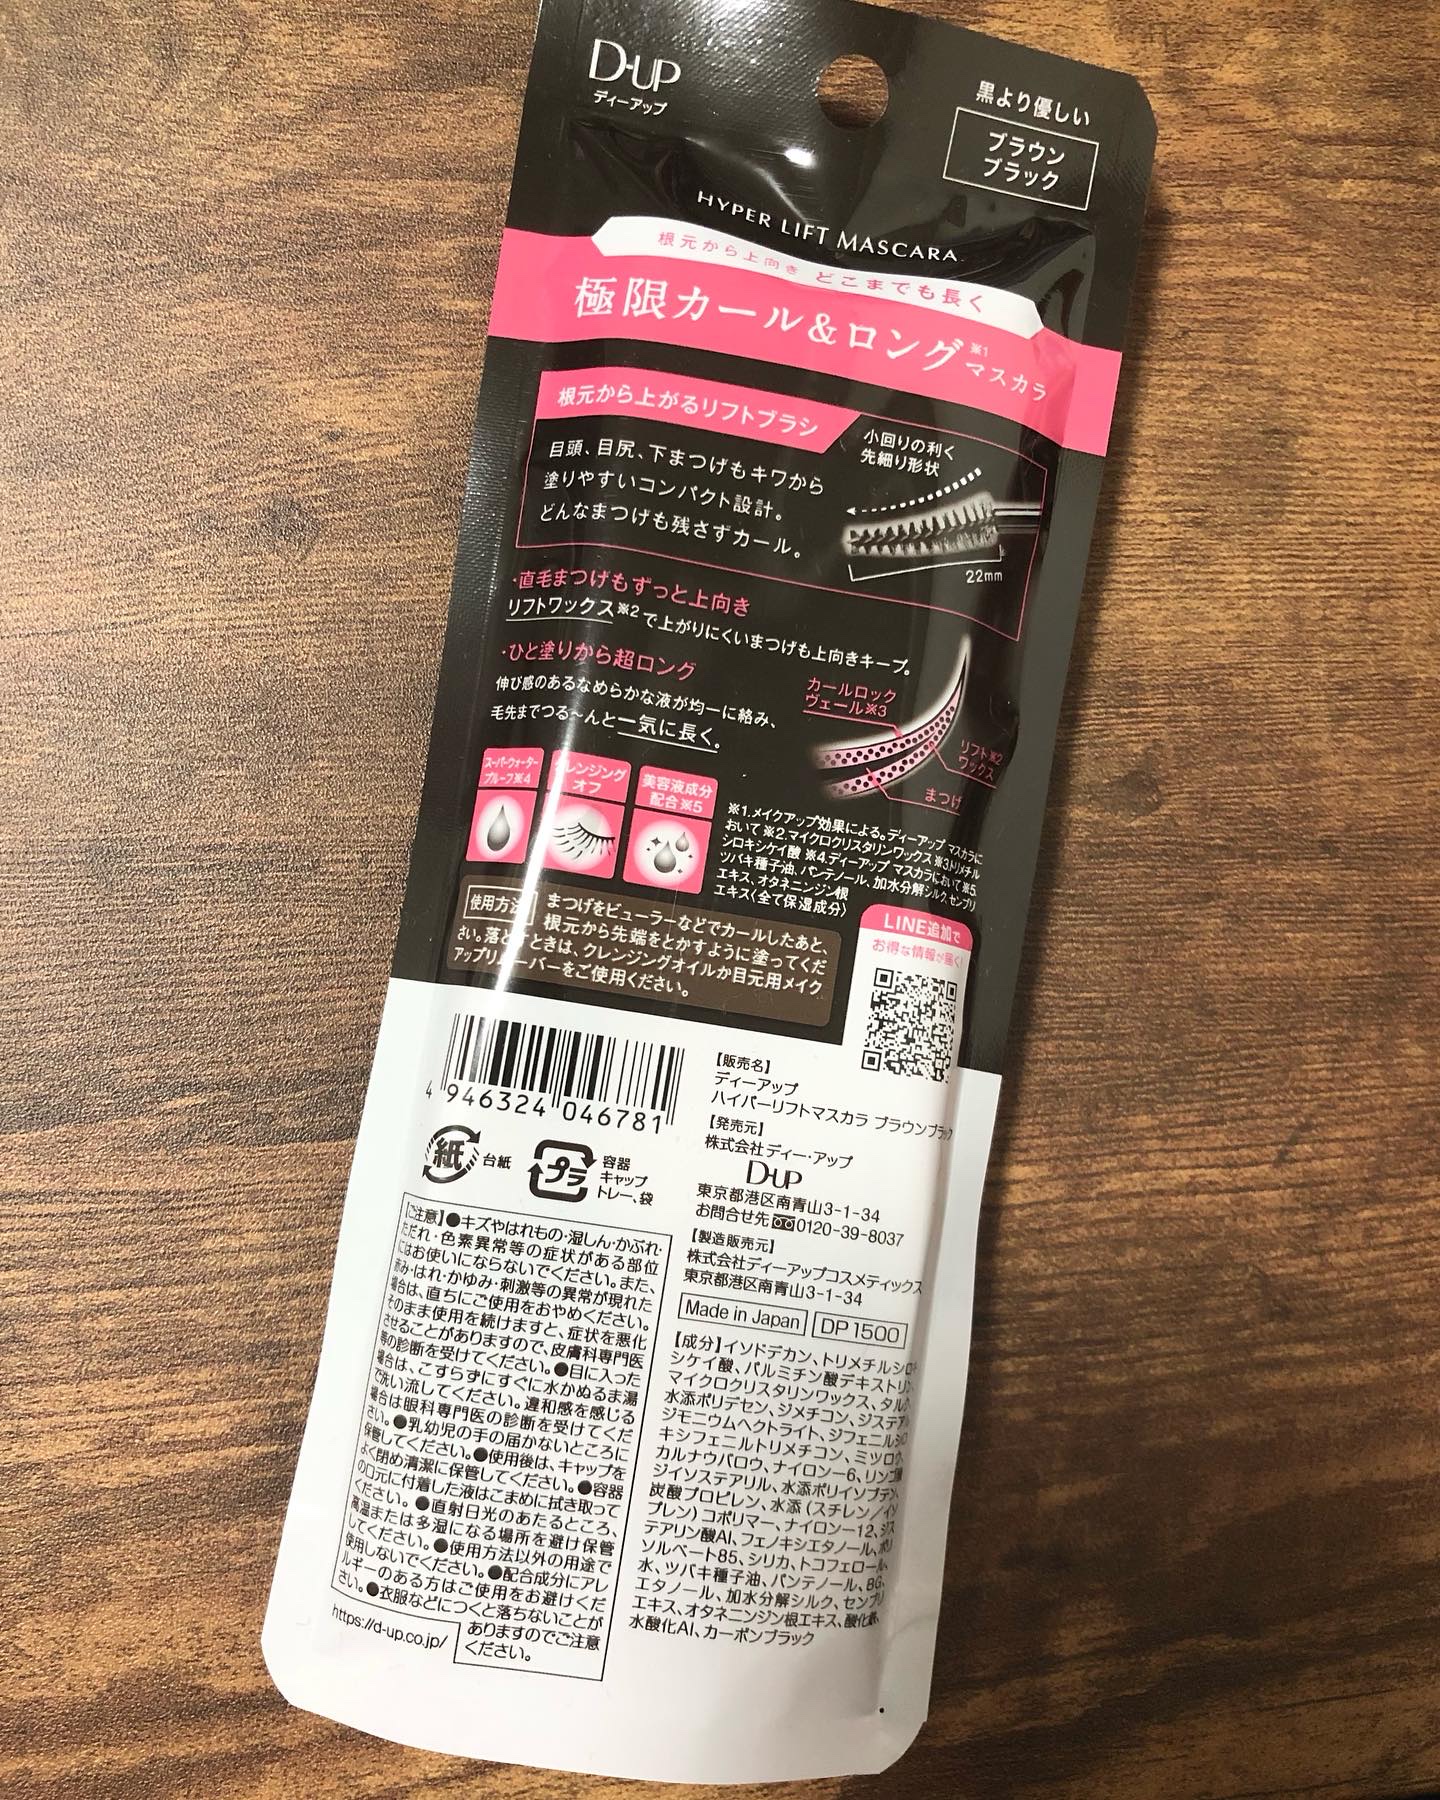 D-UP
ディーアップ
黒より優しい
ブラウン
ブラック
HYPER LIFT MASCARA
根元から上向き どこまでも長く
極限カール&ロング※1マスカラ
根元から上がるリフトブラシ
目頭、目尻、下まつげもキワから
塗りやすいコンパクト設計。
どんなまつげも残さずカール。
小回りの利く
先細り形状
22mm
・直毛まつげもずっと上向き
リフトワックス※2で上がりにくいまつげも上向きキープ。
・ひと塗りから超ロング
伸び感のあるなめらかな液が均一に絡み、
毛先までつる〜んと一気に長く。
カールロック
ヴェール※3
リフト※2
ワックス
まつげ
スーパーウォーター
プルーフ※4
クレンジング
オフ
美容液成分
配合※5
※1.メイクアップ効果による。ディーアップ マスカラに
おいて ※2.マイクロクリスタリンワックス ※3.トリメチル
シロキシケイ酸 ※4.ディーアップ マスカラにおいて ※5.
ツバキ種子油、パンテノール、加水分解シルク、センブリ
エキス、オタネニンジン根
エキス〈全て保湿成分〉
使用方法
まつげをビューラーなどでカールしたあと、
根元から先端をとかすように塗ってくだ
さい。落とすときは、クレンジングオイルか目元用メイク
アップリムーバーをご使用ください。
LINE追加で
お得な情報が届く!
4 946324 046781
紙 台紙
プラ
容器
キャップ
トレー、袋
【販売名】
ディーアップ
ハイパーリフトマスカラ ブラウンブラック
【発売元】
株式会社ディー・アップ
D-UP
東京都港区南青山3-1-34
お問合せ先 0120-39-8037
【製造販売元】
株式会社ディーアップコスメティックス
東京都港区南青山3-1-34
Made in Japan
DP1500
【ご注意】●キズやはれもの・湿しん・かぶれ・
ただれ・色素異常等の症状がある部位
にはお使いにならないでください。また、
赤み・はれ・かゆみ・刺激等の異常が現れた
場合は、直ちにご使用をおやめください。
そのまま使用を続けますと、症状を悪化
させることがありますので、皮膚科専門医
等の診断を受けてください。●目に入った
場合は、こすらずにすぐに水かぬるま湯
で洗い流してください。違和感を感じる
場合は眼科専門医の診断を受けてくだ
さい。●乳幼児の手の届かないところに
保管してください。●使用後は、キャップを
よく閉め清潔に保管してください。●容器
の口元に付着した液はこまめに拭き取って
ください。●直射日光のあたるところ、
高温または多湿になる場所を避け保管
してください。●使用方法以外の用途で
使用しないでください。●配合成分にアレ
ルギーのある方はご使用をお避けくだ
さい。●衣服などにつくと落ちないことが
ありますのでご注意
ください。
https://d-up.co.jp/
【成分】イソドデカン、トリメチルシロキ
シケイ酸、パルミチン酸デキストリン、
マイクロクリスタリンワックス、タルク、
水添ポリデセン、ジメチコン、ジステアル
ジモニウムヘクトライト、ジフェニルシロ
キシフェニルトリメチコン、ミツロウ、
カルナウバロウ、ナイロン-6、リンゴ酸
ジイソステアリル、水添ポリイソブテン、
炭酸プロピレン、水添(スチレン/イソ
プレン)コポリマー、ナイロン-12、ジス
テアリン酸Al、フェノキシエタノール、ポリ
ソルベート85、シリカ、トコフェロール、
水、ツバキ種子油、パンテノール、BG、
エタノール、加水分解シルク、センブリ
エキス、オタネニンジン根エキス、酸化鉄、
水酸化Al、カーボンブラック